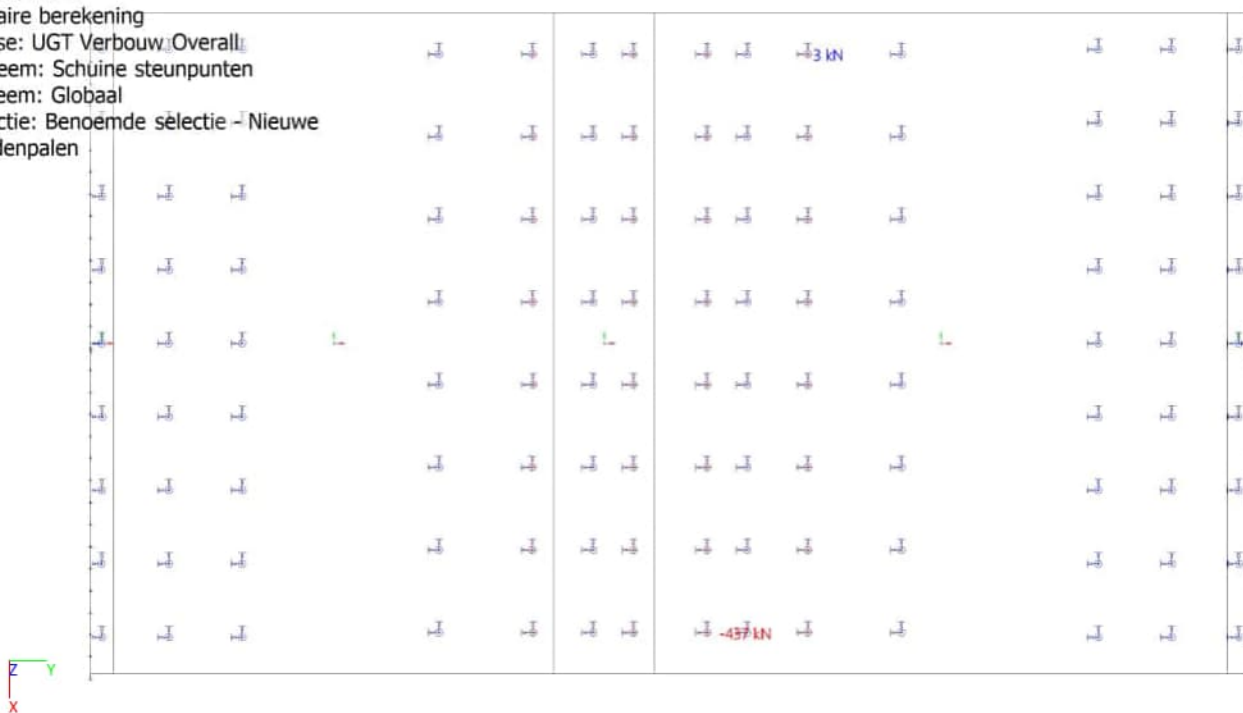 aire berekening
se: UGT Verbouw Overall
eem: Schuine steunpunten
eem: Globaal
ctie: Benoemde selectie - Nieuwe
lenpalen
3 kN
-437 kN
Z Y
X